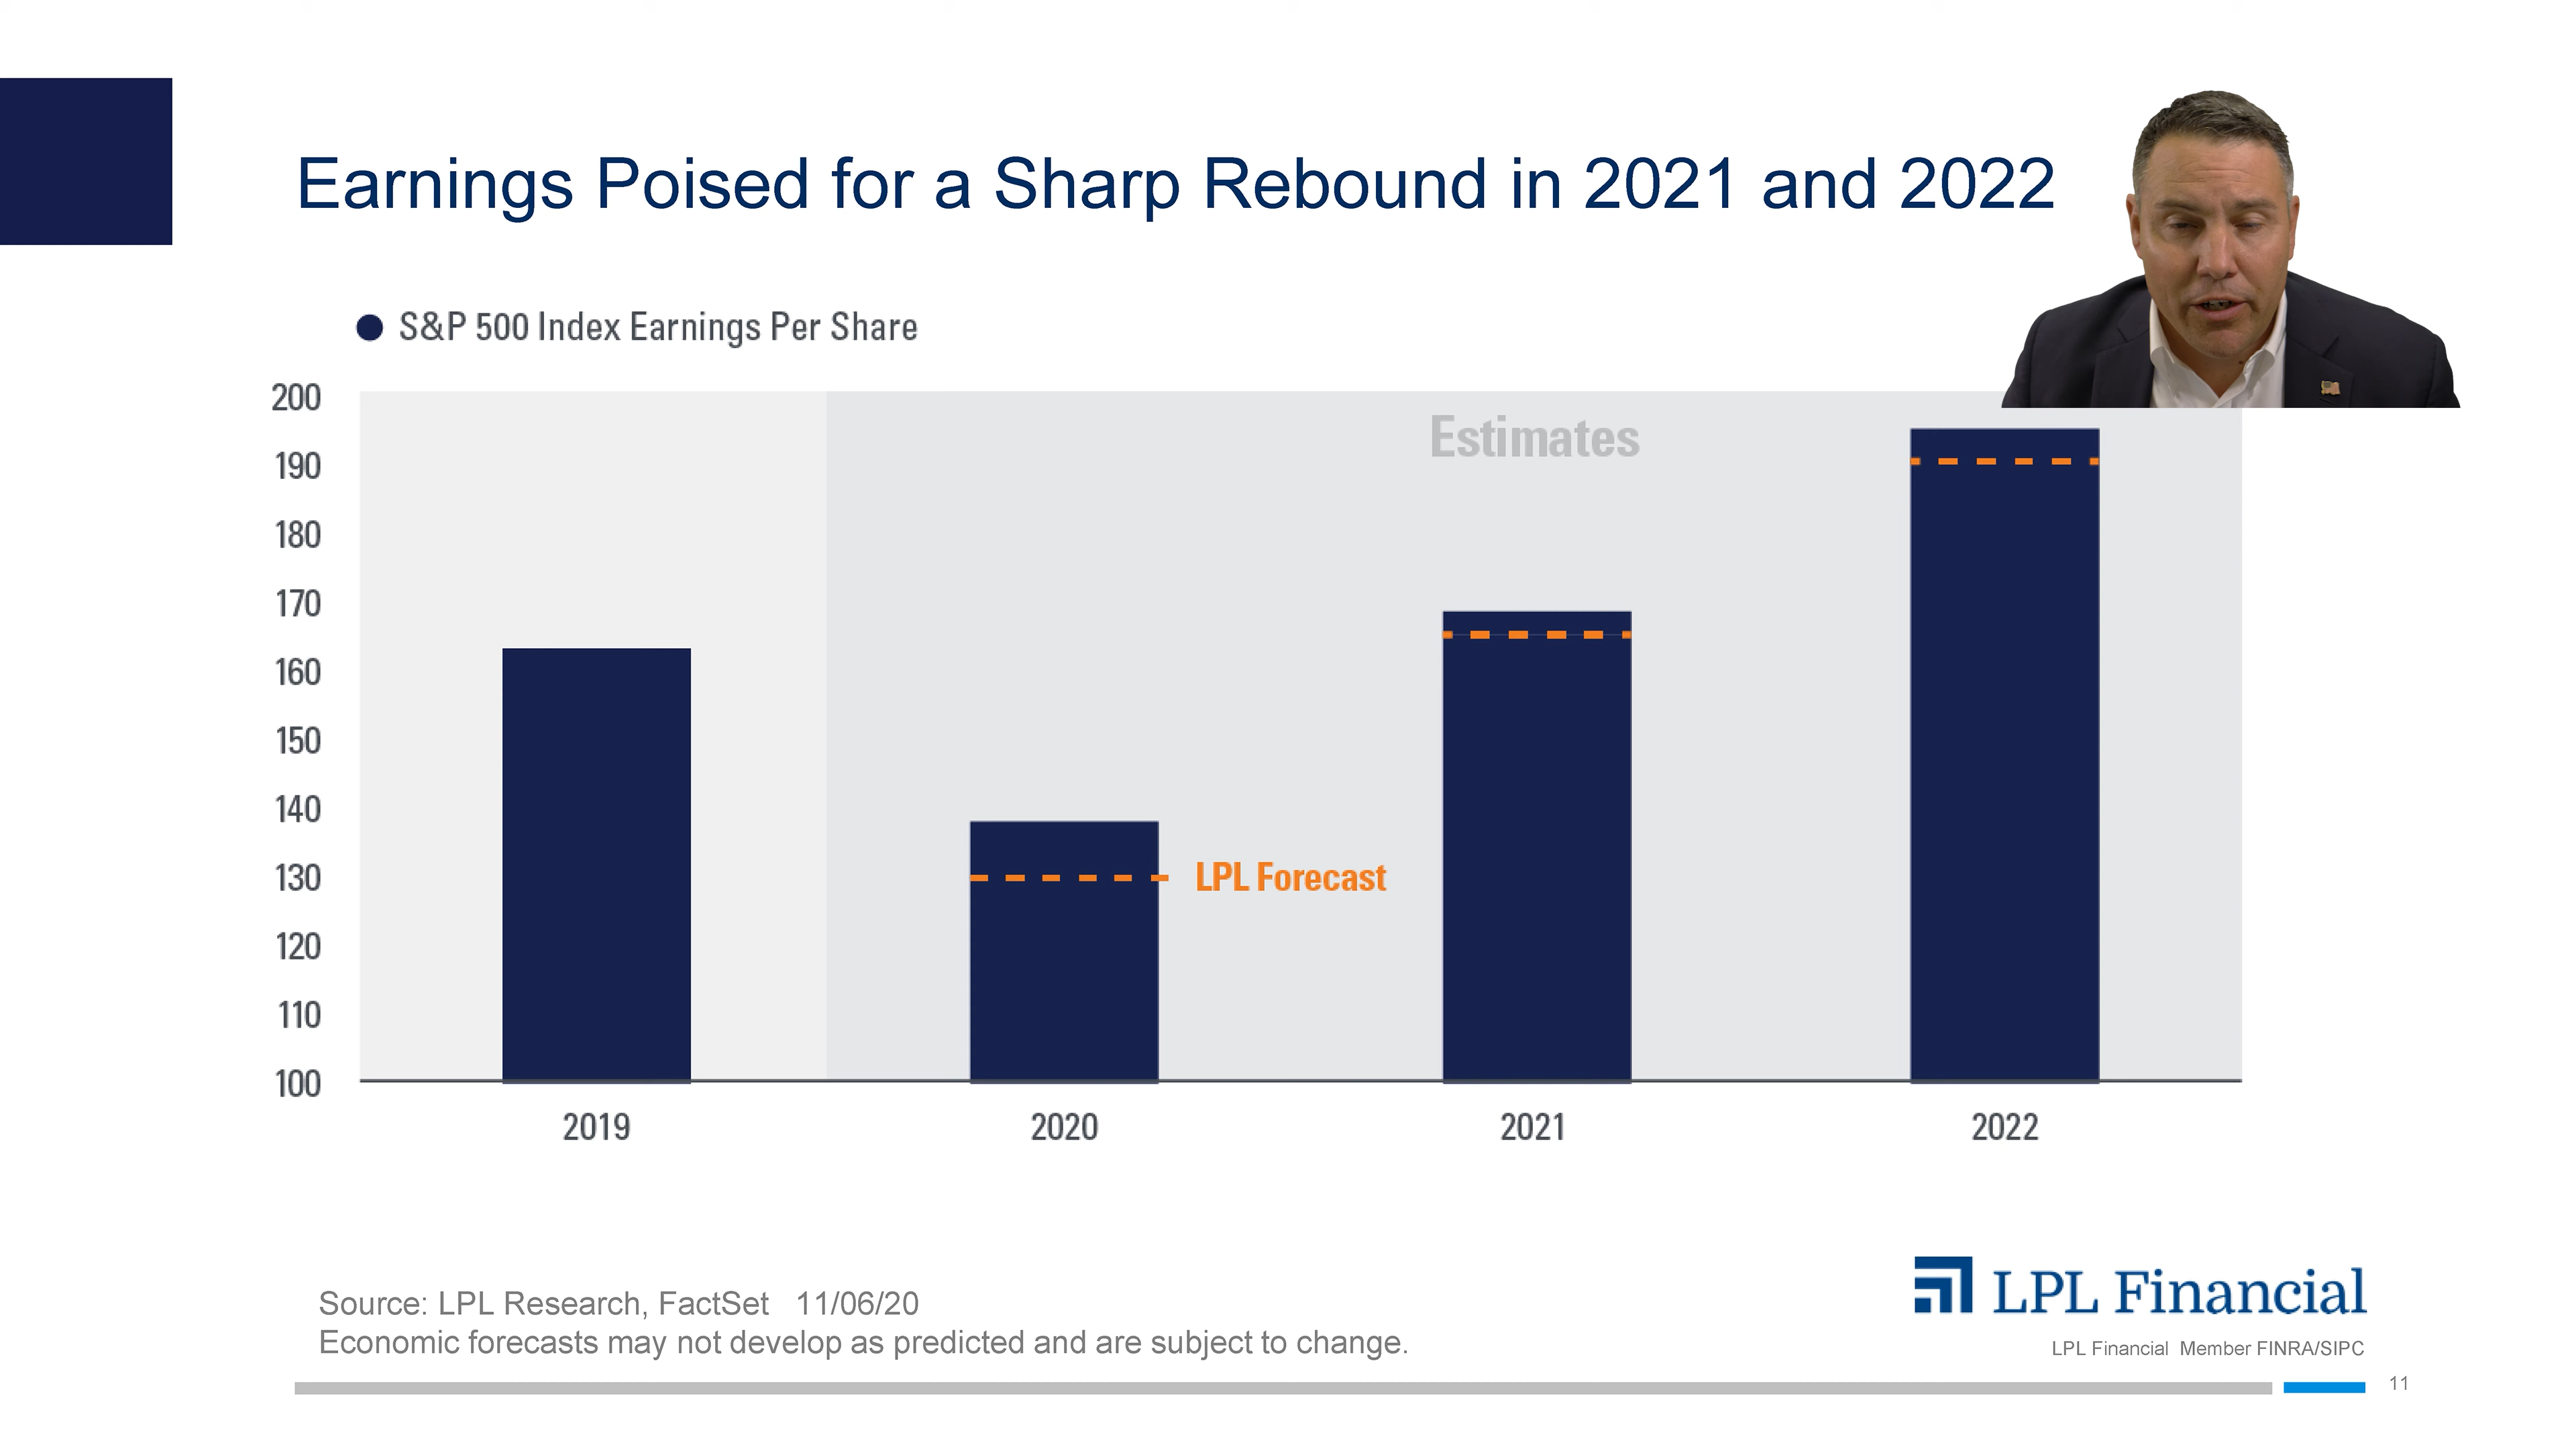 Earnings Poised for a Sharp Rebound in 2021 and 2022
S&P 500 Index Earnings Per Share
200
190
180
170
160
150
140
130
120
110
100
Estimates
LPL Forecast
2019
2020
2021
2022
Source: LPL Research, FactSet 11/06/20
Economic forecasts may not develop as predicted and are subject to change.
LPL Financial
LPL Financial Member FINRA/SIPC
11